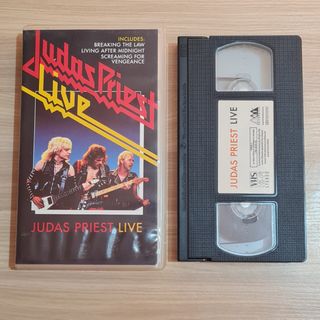 INCLUDES:
BREAKING THE LAW
LIVING AFTER MIDNIGHT
SCREAMING FOR
VENGEANCE
Judas Priest
Live
JUDAS PRIEST LIVE
JUDAS PRIEST LIVE
VHS